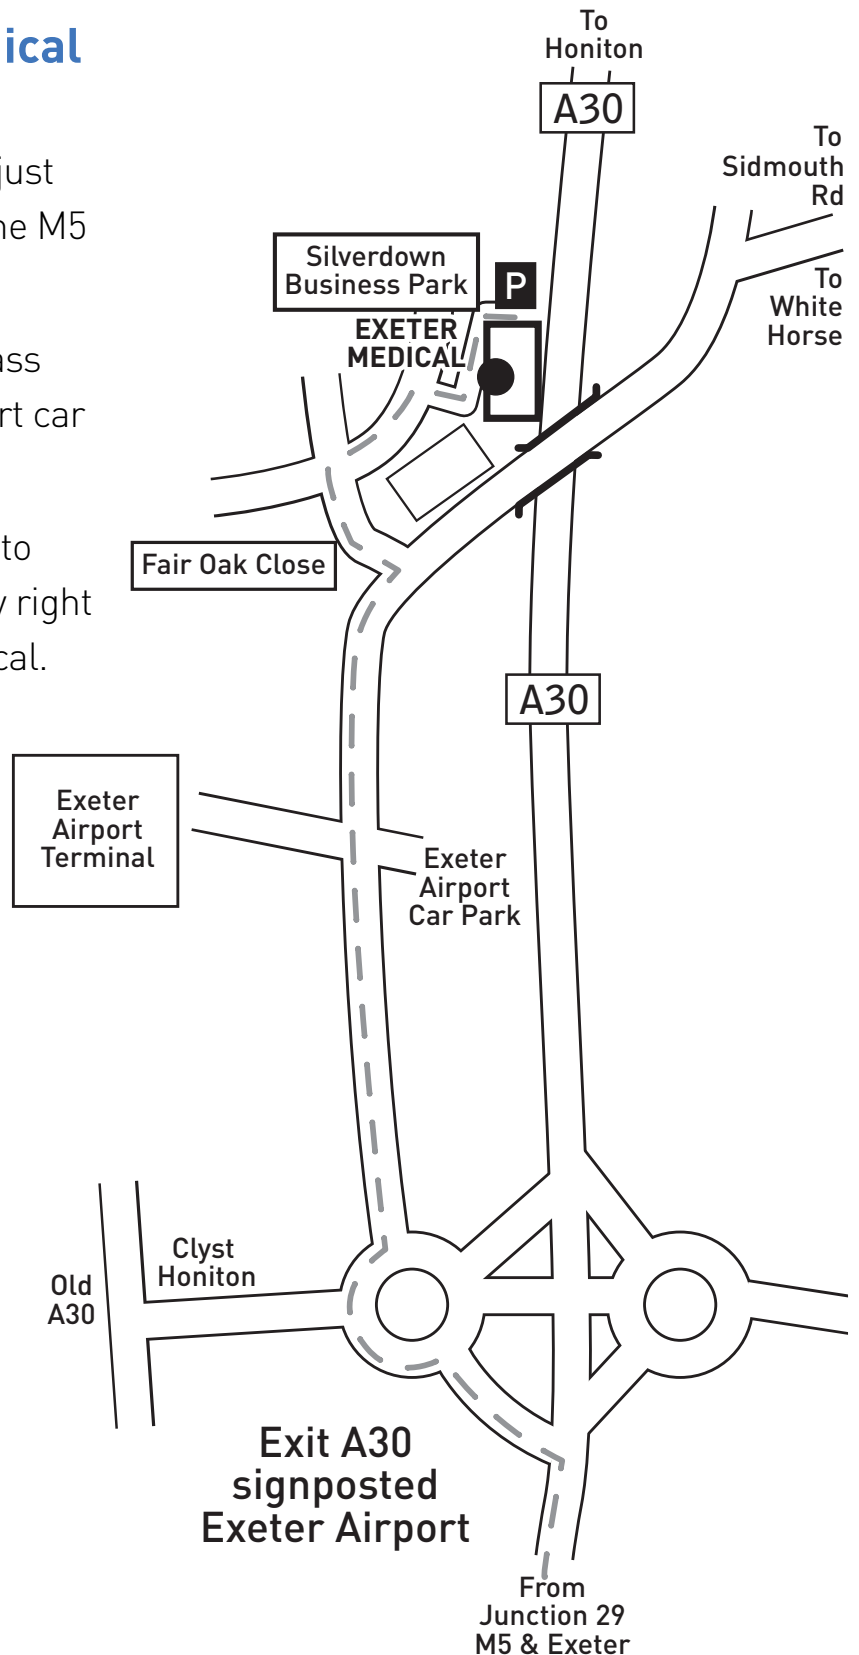 ical
just
ne M5
ass
rt car
to
right
cal.
To
Honiton
A30
To
Sidmouth
Rd
To
White
Horse
Silverdown
Business Park
P
EXETER
MEDICAL
Fair Oak Close
A30
Exeter
Airport
Terminal
Exeter
Airport
Car Park
Clyst
Honiton
Old
A30
Exit A30
signposted
Exeter Airport
From
Junction 29
M5 & Exeter